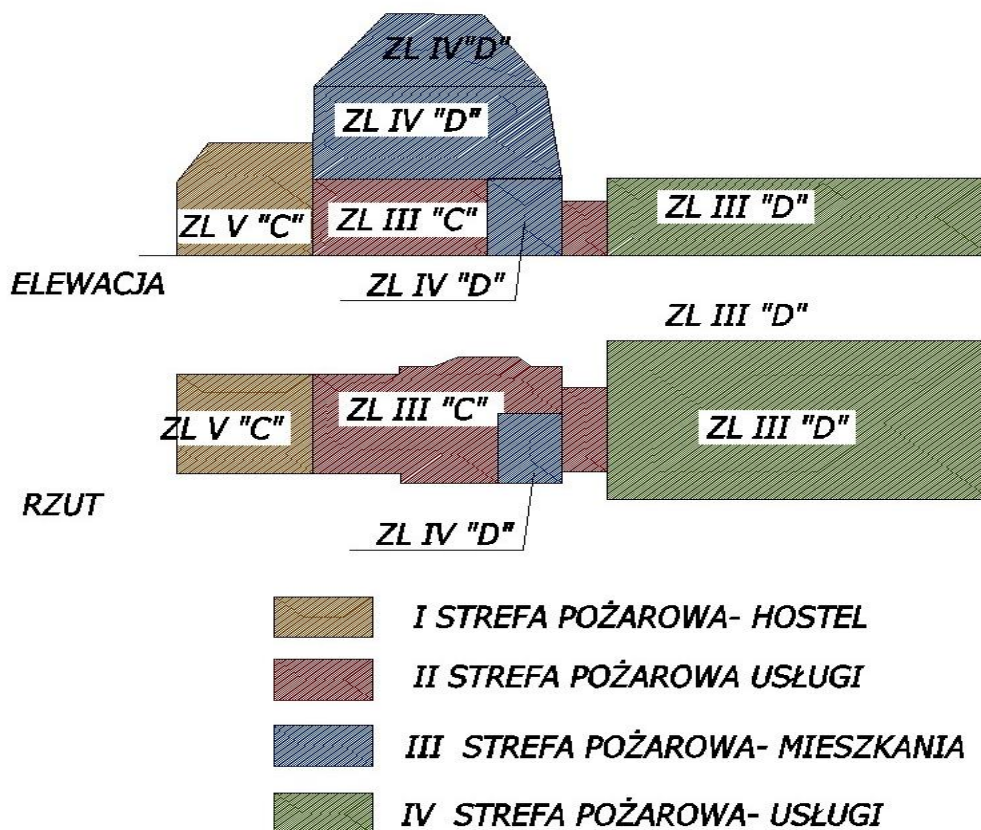 ZL IV"D"
ZL IV "D"
ZL V "C"
ZL III "C"
ZL III "D"
ELEWACJA
ZL IV "D"
ZL III "D"
ZL V "C"
ZL III "C"
ZL III "D"
RZUT
ZL IV "D"
I STREFA POŻAROWA- HOSTEL
II STREFA POŻAROWA USŁUGI
III STREFA POŻAROWA- MIESZKANIA
IV STREFA POŻAROWA- USŁUGI